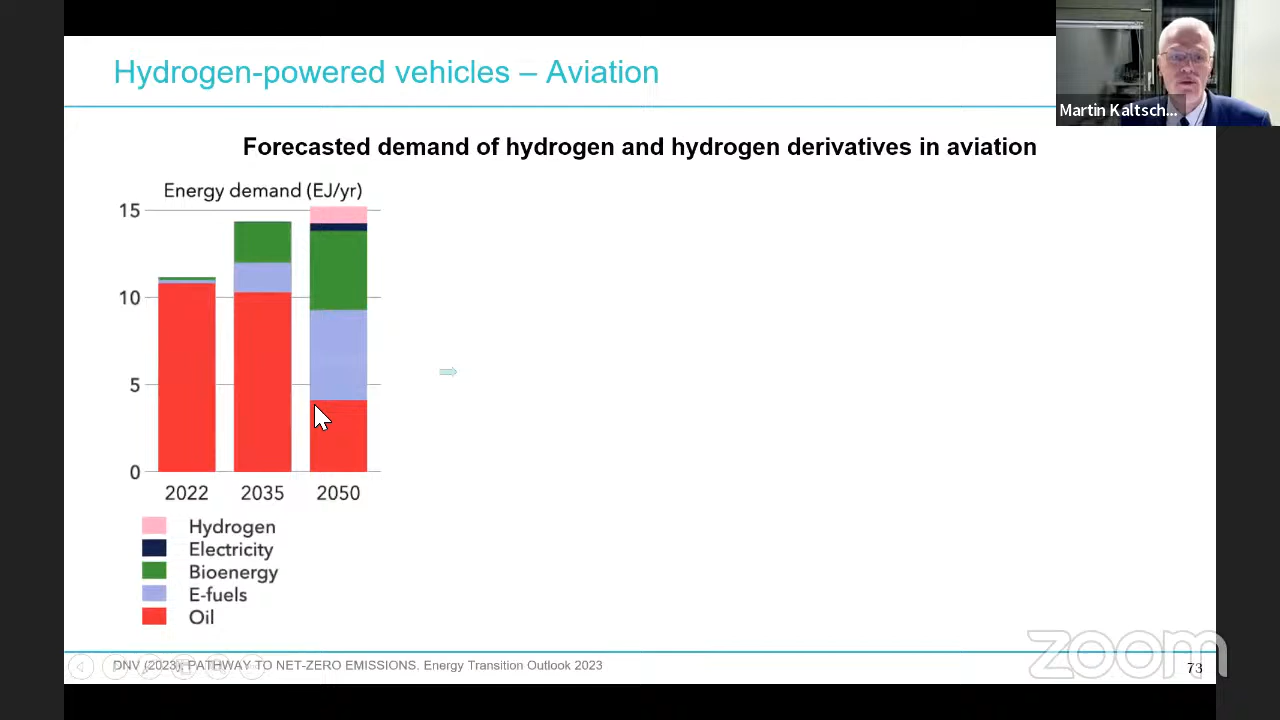 Hydrogen-powered vehicles – Aviation
Martin Kaltsch...
Forecasted demand of hydrogen and hydrogen derivatives in aviation
Energy demand (EJ/yr)
15
10
5
0
2022 2035 2050
Hydrogen
Electricity
Bioenergy
E-fuels
Oil
DNV (2023): PATHWAY TO NET-ZERO EMISSIONS. Energy Transition Outlook 2023
zoom
73